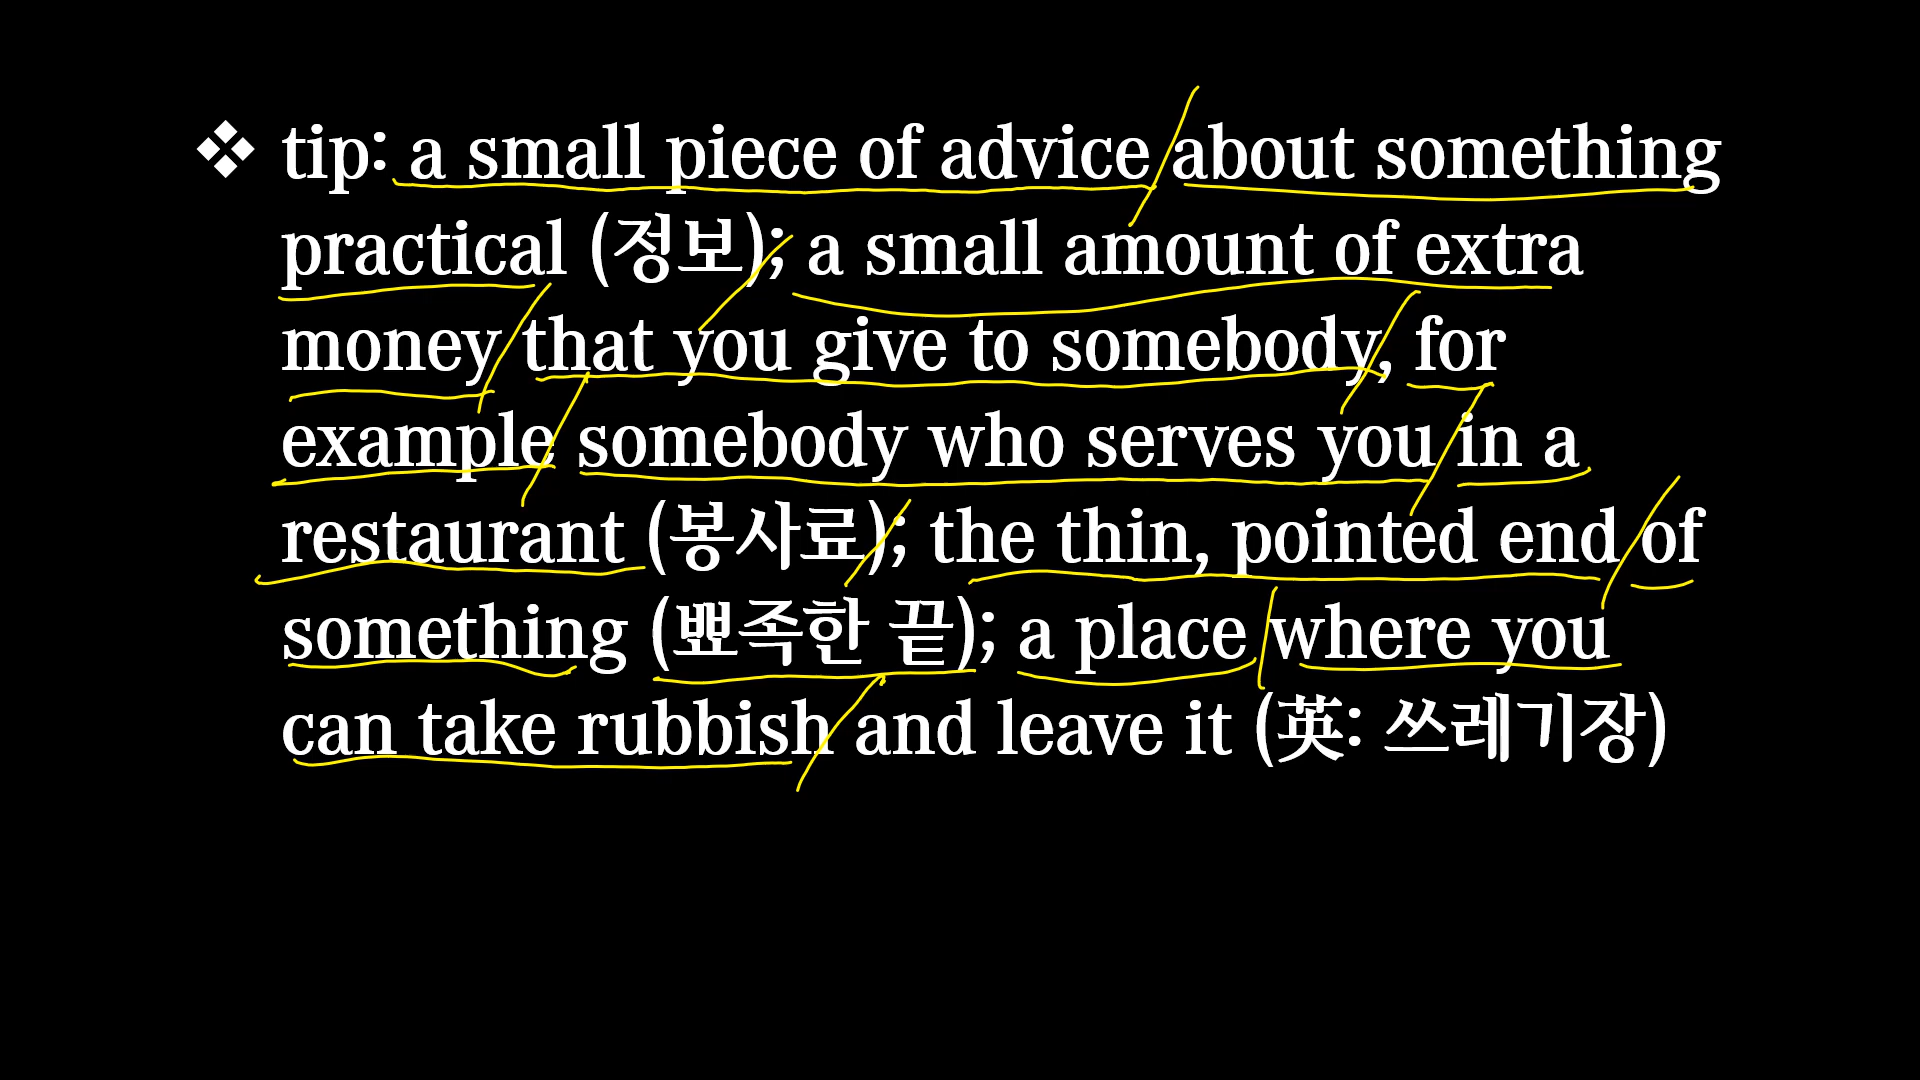 ❖ tip: a small piece of advice about something
practical (정보); a small amount of extra
money that you give to somebody, for
example somebody who serves you in a
restaurant (봉사료); the thin, pointed end of
something (뾰족한 끝); a place where you
can take rubbish and leave it (英: 쓰레기장)